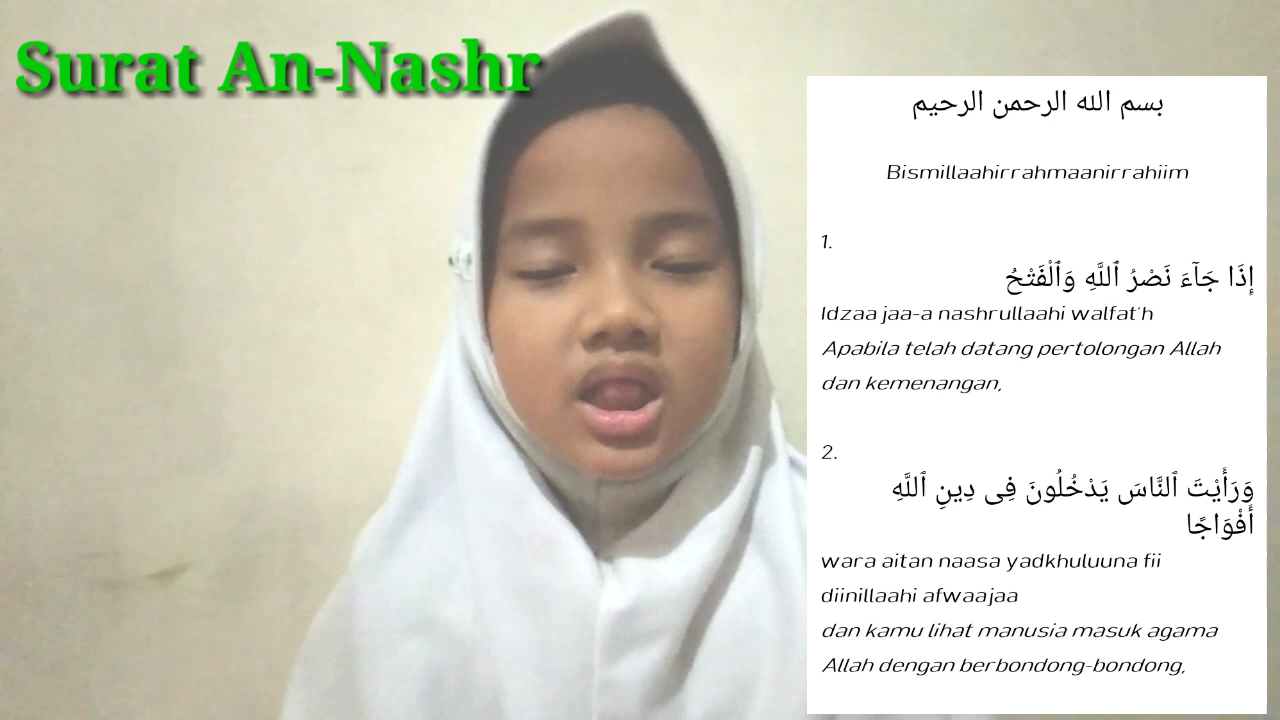 Surat An-Nashr
بسم الله الرحمن الرحيم
Bismillaahirrahmaanirrahiim
1.
إِذَا جَآءَ نَصْرُ ٱللَّهِ وَٱلْفَتْحُ
Idzaa jaa-a nashrullaahi walfat'h
Apabila telah datang pertolongan Allah
dan kemenangan,
2.
وَرَأَيْتَ ٱلنَّاسَ يَدْخُلُونَ فِى دِينِ ٱللَّهِ
أَفْوَاجًا
wara aitan naasa yadkhuluuna fii
diinillaahi afwaajaa
dan kamu lihat manusia masuk agama
Allah dengan berbondong-bondong,